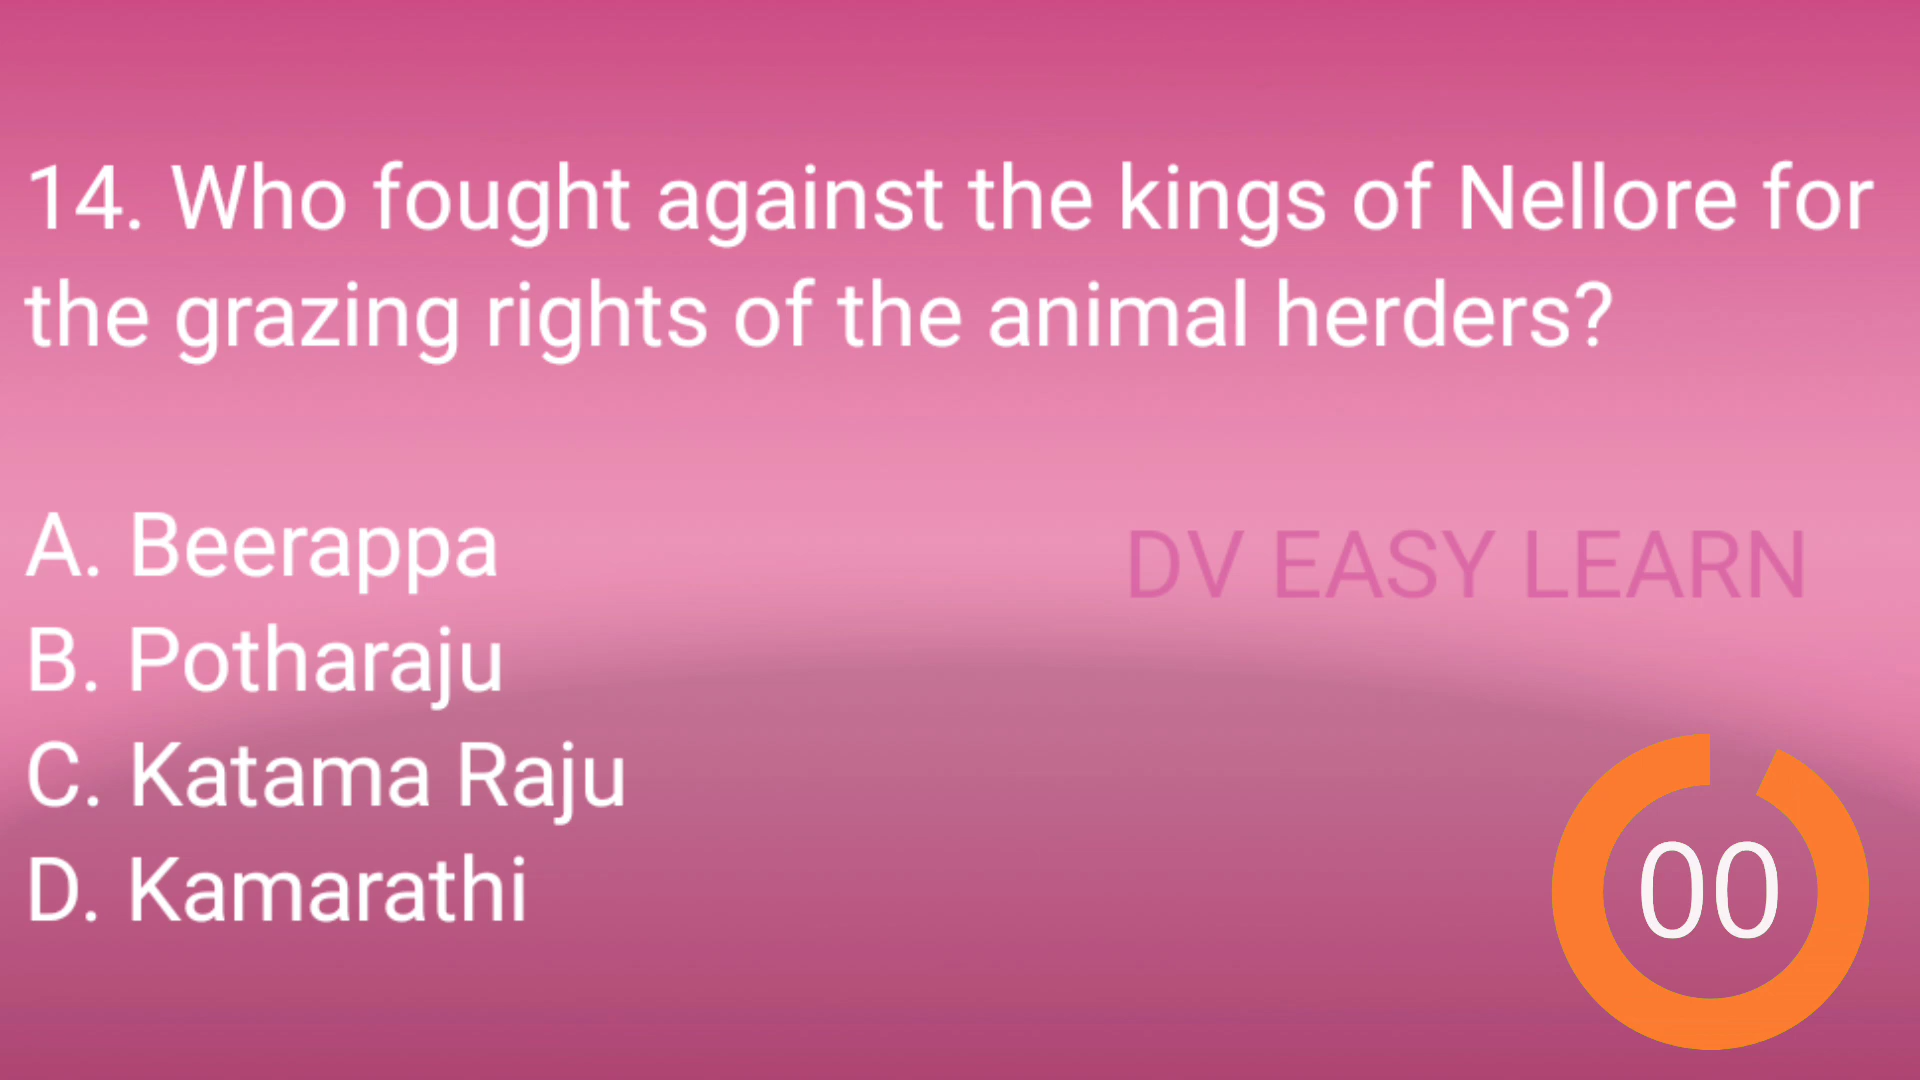 14. Who fought against the kings of Nellore for
the grazing rights of the animal herders?
A. Beerappa
DV EASY LEARN
B. Potharaju
C. Katama Raju
D. Kamarathi
00